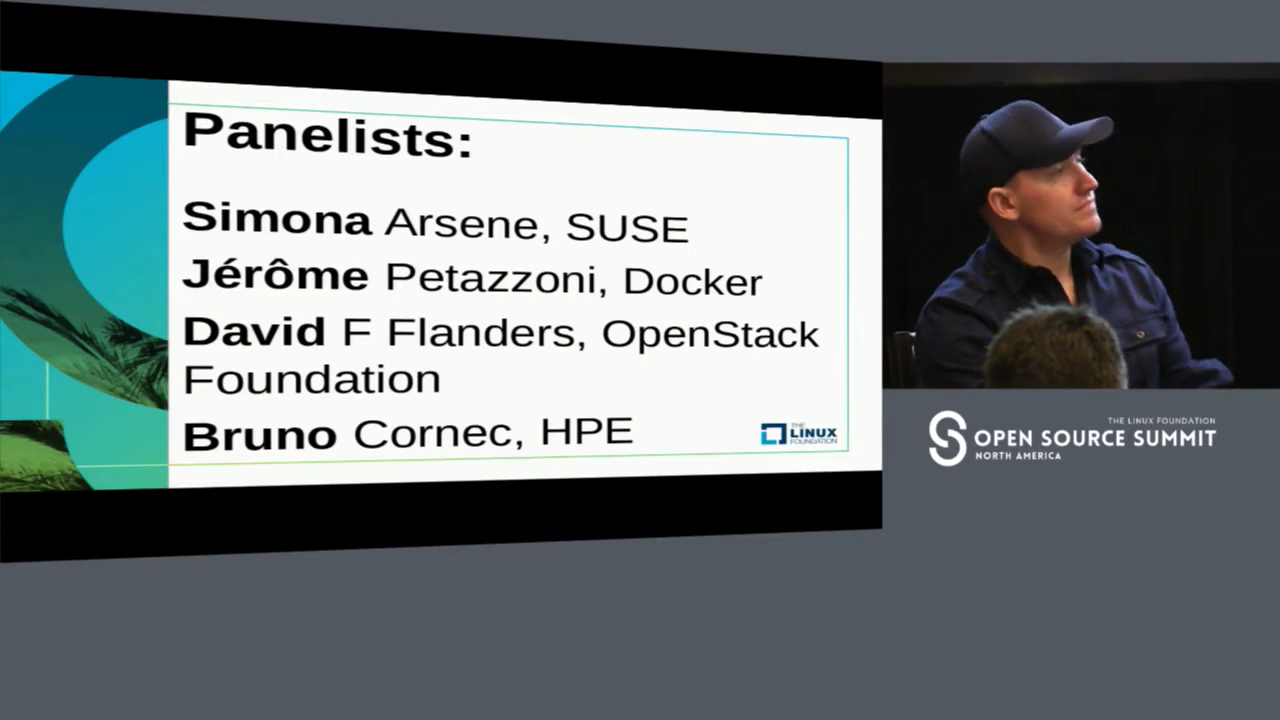 Panelists:
Simona Arsene, SUSE
Jérôme Petazzoni, Docker
David F Flanders, OpenStack
Foundation
Bruno Cornec, HPE
THE
LINUX
FOUNDATION
THE LINUX FOUNDATION
OPEN SOURCE SUMMIT
NORTH AMERICA